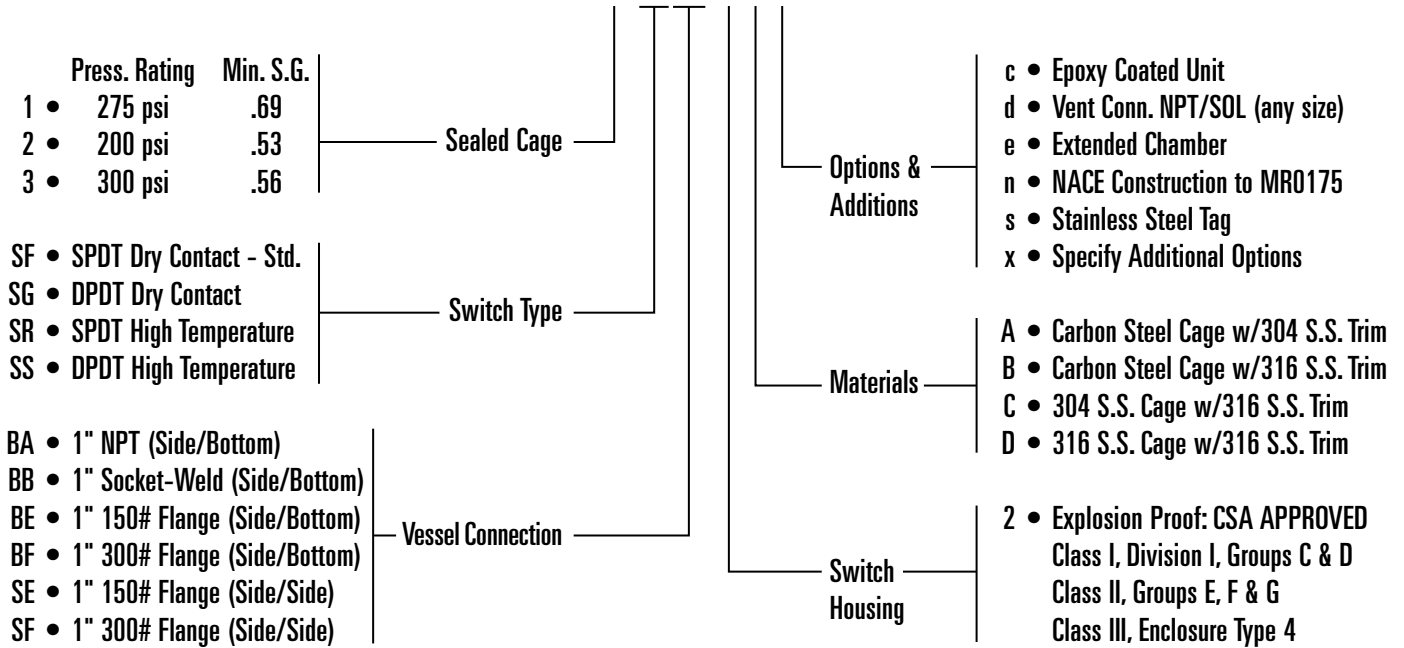 Press. Rating Min. S.G.
1 • 275 psi .69
2 • 200 psi .53
3 • 300 psi .56
Sealed Cage
SF • SPDT Dry Contact - Std.
SG • DPDT Dry Contact
SR • SPDT High Temperature
SS • DPDT High Temperature
Switch Type
BA • 1" NPT (Side/Bottom)
BB • 1" Socket-Weld (Side/Bottom)
BE • 1" 150# Flange (Side/Bottom)
BF • 1" 300# Flange (Side/Bottom)
SE • 1" 150# Flange (Side/Side)
SF • 1" 300# Flange (Side/Side)
Vessel Connection
Options &
Additions
c • Epoxy Coated Unit
d • Vent Conn. NPT/SOL (any size)
e • Extended Chamber
n • NACE Construction to MR0175
s • Stainless Steel Tag
x • Specify Additional Options
Materials
A • Carbon Steel Cage w/304 S.S. Trim
B • Carbon Steel Cage w/316 S.S. Trim
C • 304 S.S. Cage w/316 S.S. Trim
D • 316 S.S. Cage w/316 S.S. Trim
Switch
Housing
2 • Explosion Proof: CSA APPROVED
Class I, Division I, Groups C & D
Class II, Groups E, F & G
Class III, Enclosure Type 4